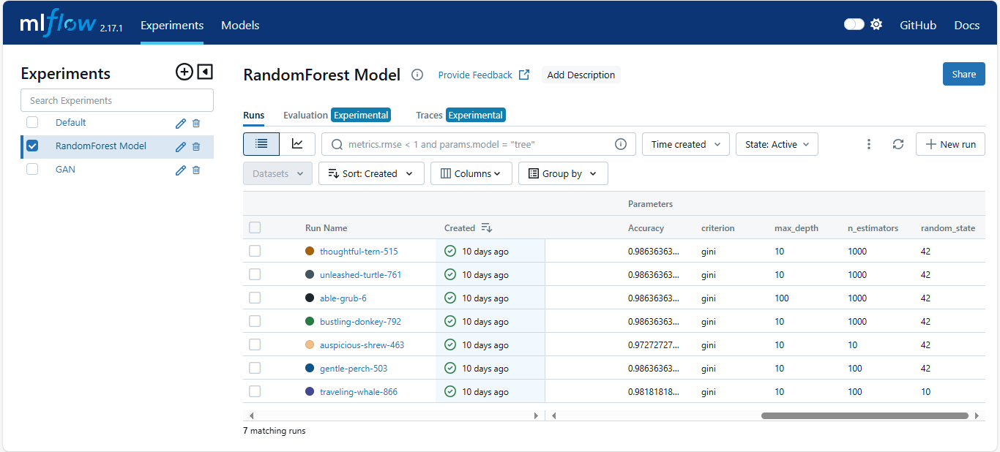 mlflow 2.17.1 Experiments Models GitHub Docs
Experiments
Search Experiments
Default
RandomForest Model
GAN
RandomForest Model Provide Feedback Add Description Share
Runs Evaluation Experimental Traces Experimental
metrics.rmse < 1 and params.model = "tree" Time created State: Active New run
Datasets Sort: Created Columns Group by
Parameters
Run Name Created Accuracy criterion max_depth n_estimators random_state
thoughtful-tern-515 10 days ago 0.98636363... gini 10 1000 42
unleashed-turtle-761 10 days ago 0.98636363... gini 10 1000 42
able-grub-6 10 days ago 0.98636363... gini 100 1000 42
bustling-donkey-792 10 days ago 0.98636363... gini 10 1000 42
auspicious-shrew-463 10 days ago 0.97272727... gini 10 10 42
gentle-perch-503 10 days ago 0.98636363... gini 10 100 42
traveling-whale-866 10 days ago 0.98181818... gini 10 100 10
7 matching runs